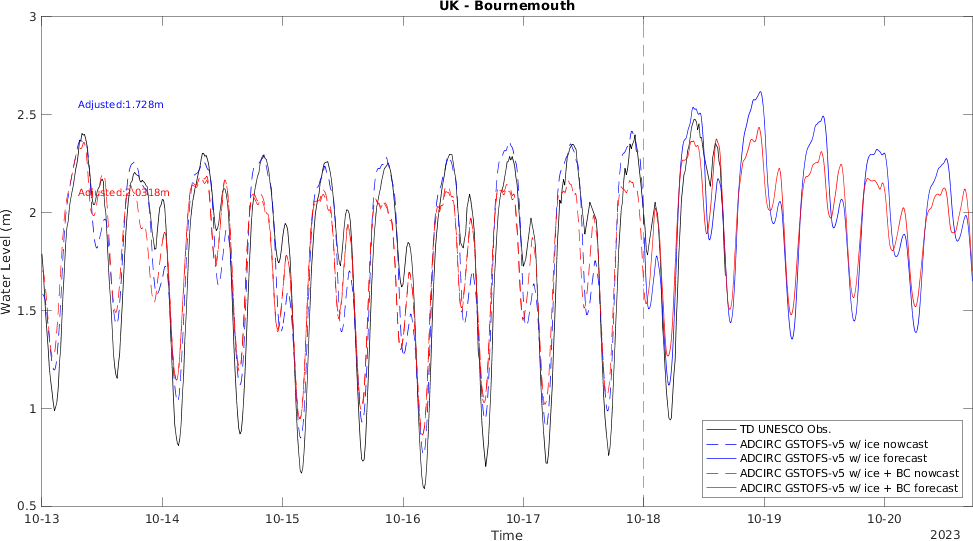 UK - Bournemouth
3
2.5
2
1.5
1
0.5
Water Level (m)
Adjusted:1.728m
Adjusted:2.0318m
TD UNESCO Obs.
ADCIRC GSTOFS-v5 w/ ice nowcast
ADCIRC GSTOFS-v5 w/ ice forecast
ADCIRC GSTOFS-v5 w/ ice + BC nowcast
ADCIRC GSTOFS-v5 w/ ice + BC forecast
10-13 10-14 10-15 10-16 10-17 10-18 10-19 10-20
Time
2023